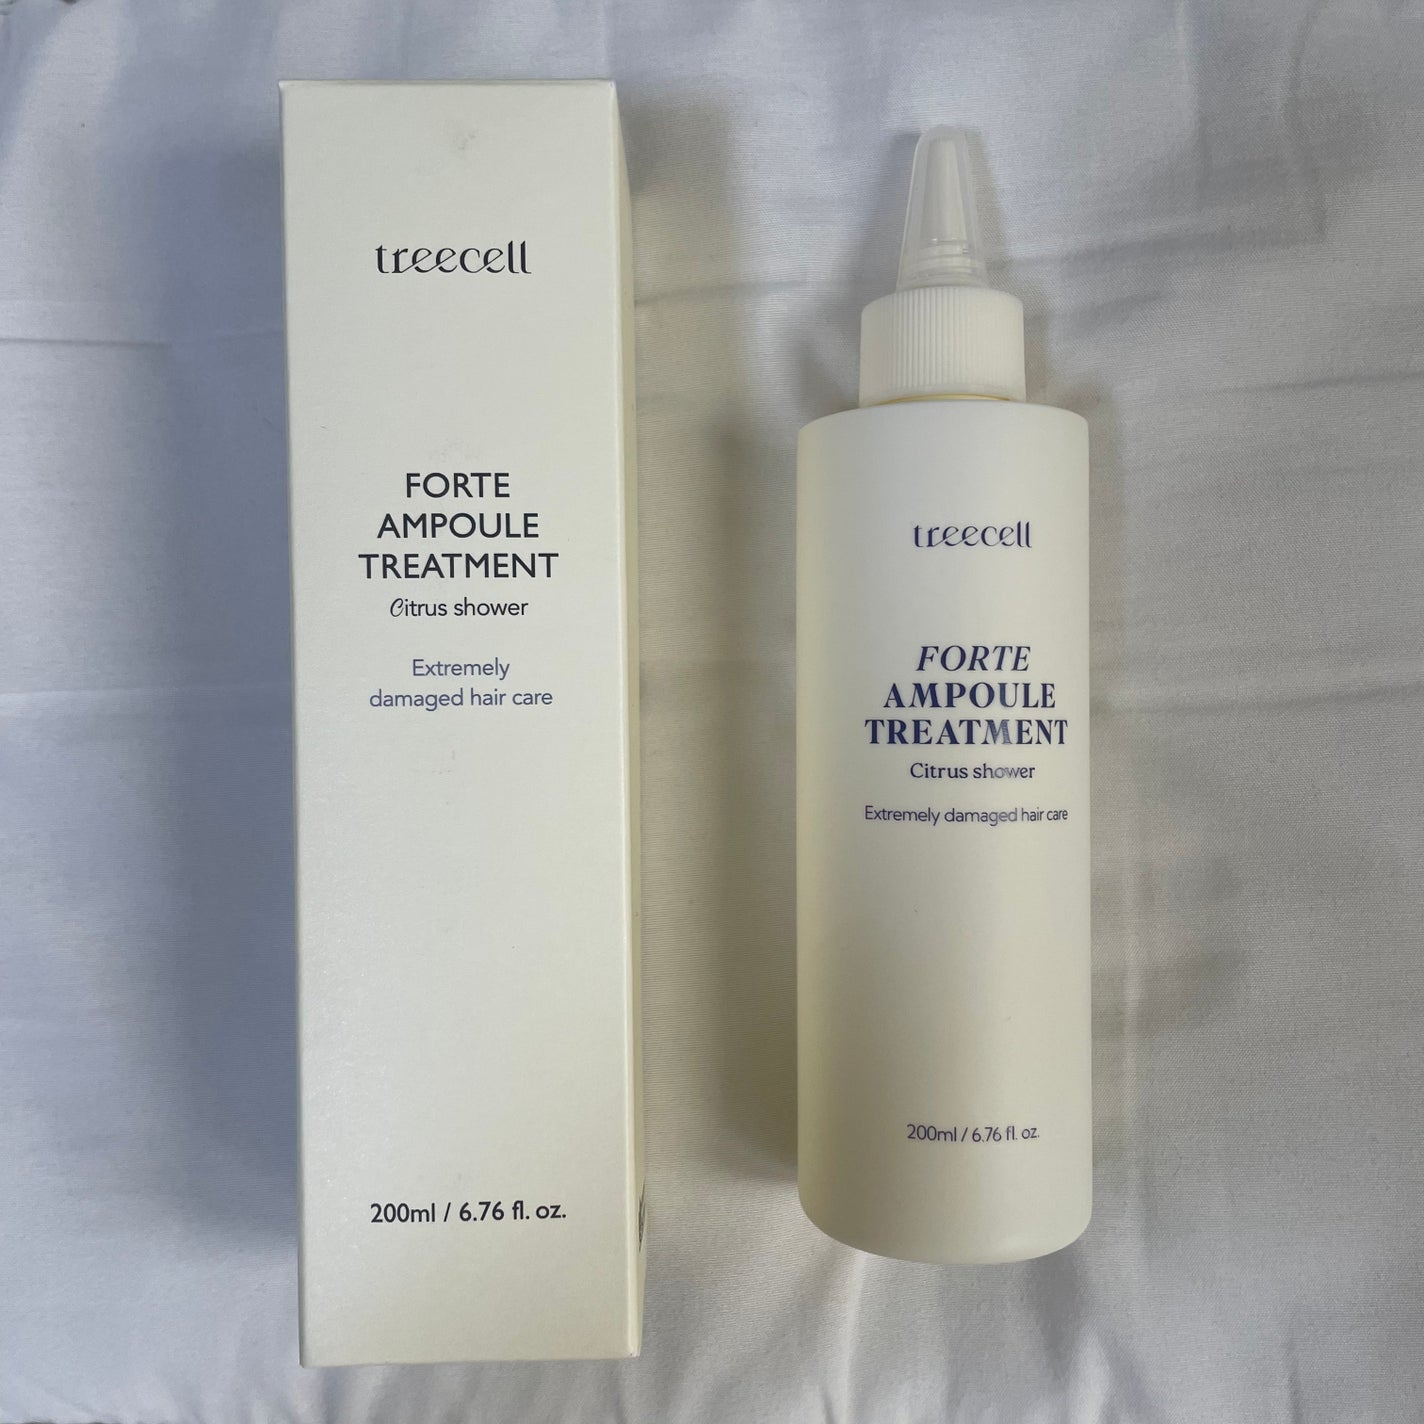 treecell
FORTE
AMPOULE
TREATMENT
Citrus shower
Extremely
damaged hair care
200ml / 6.76 fl. oz.
treecell
FORTE
AMPOULE
TREATMENT
Citrus shower
Extremely damaged hair care
200ml / 6.76 fl. oz.